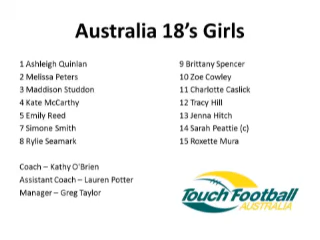 Australia 18's Girls
1 Ashleigh Quinlan
2 Melissa Peters
3 Maddison Studdon
4 Kate McCarthy
5 Emily Reed
7 Simone Smith
8 Rylie Seamark
9 Brittany Spencer
10 Zoe Cowley
11 Charlotte Caslick
12 Tracy Hill
13 Jenna Hitch
14 Sarah Peattie (c)
15 Roxette Mura
Coach – Kathy O'Brien
Assistant Coach – Lauren Potter
Manager – Greg Taylor
Touch Football
AUSTRALIA